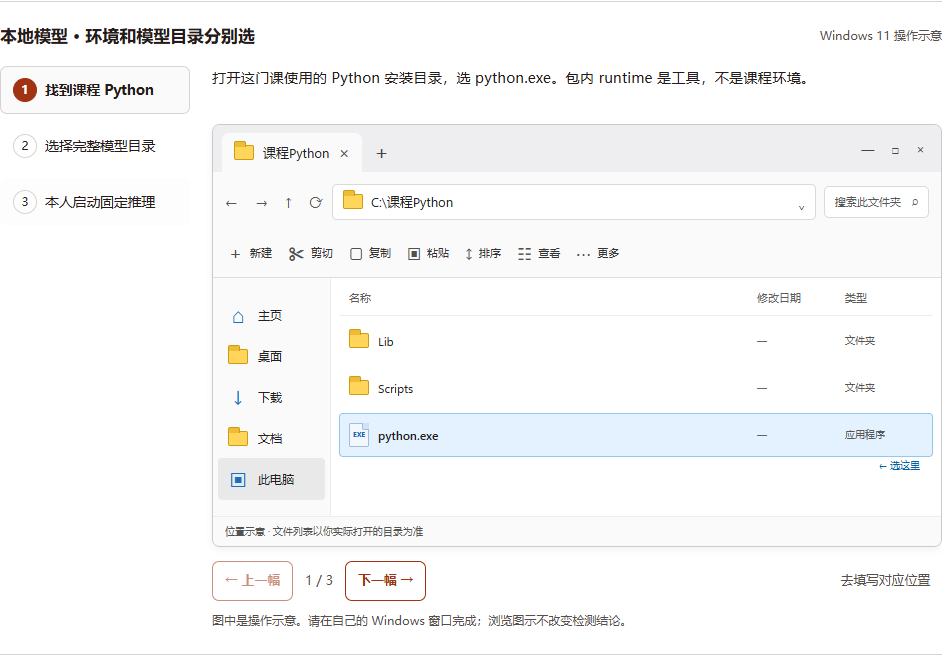 本地模型·环境和模型目录分别选
Windows 11 操作示意
1 找到课程 Python
2 选择完整模型目录
3 本人启动固定推理
打开这门课使用的 Python 安装目录，选 python.exe。包内 runtime 是工具，不是课程环境。
课程Python × +
— □ ×
← → ↑ ⟳ C:\课程Python
搜索此文件夹
+ 新建 剪切 复制 粘贴 ↕ 排序 查看 ··· 更多
主页
桌面
↓ 下载
文档
此电脑
名称 修改日期 类型
Lib — 文件夹
Scripts — 文件夹
EXE python.exe — 应用程序
← 选这里
位置示意 · 文件列表以你实际打开的目录为准
← 上一幅 1 / 3 下一幅 →
去填写对应位置
图中是操作示意。请在自己的 Windows 窗口完成；浏览图示不改变检测结论。